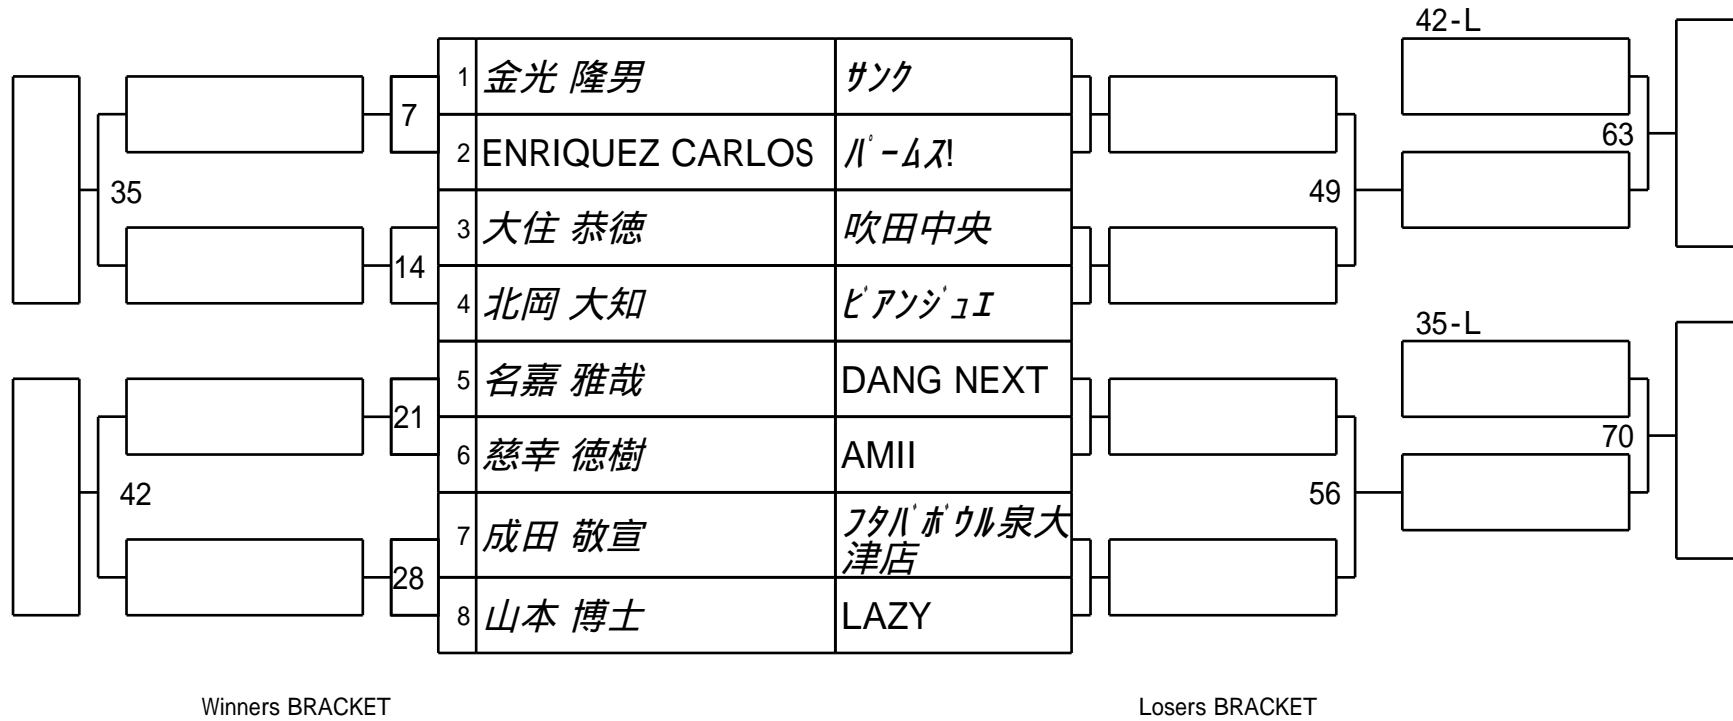 42-L
1 金光 隆男 ｻﾝｸ
7
2 ENRIQUEZ CARLOS ﾊﾟｰﾑｽ!
63
35
3 大住 恭徳 吹田中央
49
14
4 北岡 大知 ﾋﾞｱﾝｼﾞｭｴ
35-L
5 名嘉 雅哉 DANG NEXT
21
6 慈幸 徳樹 AMII
70
42
7 成田 敬宣 ﾌﾀﾊﾞﾎﾞｳﾙ泉大
津店
56
28
8 山本 博士 LAZY
Winners BRACKET
Losers BRACKET